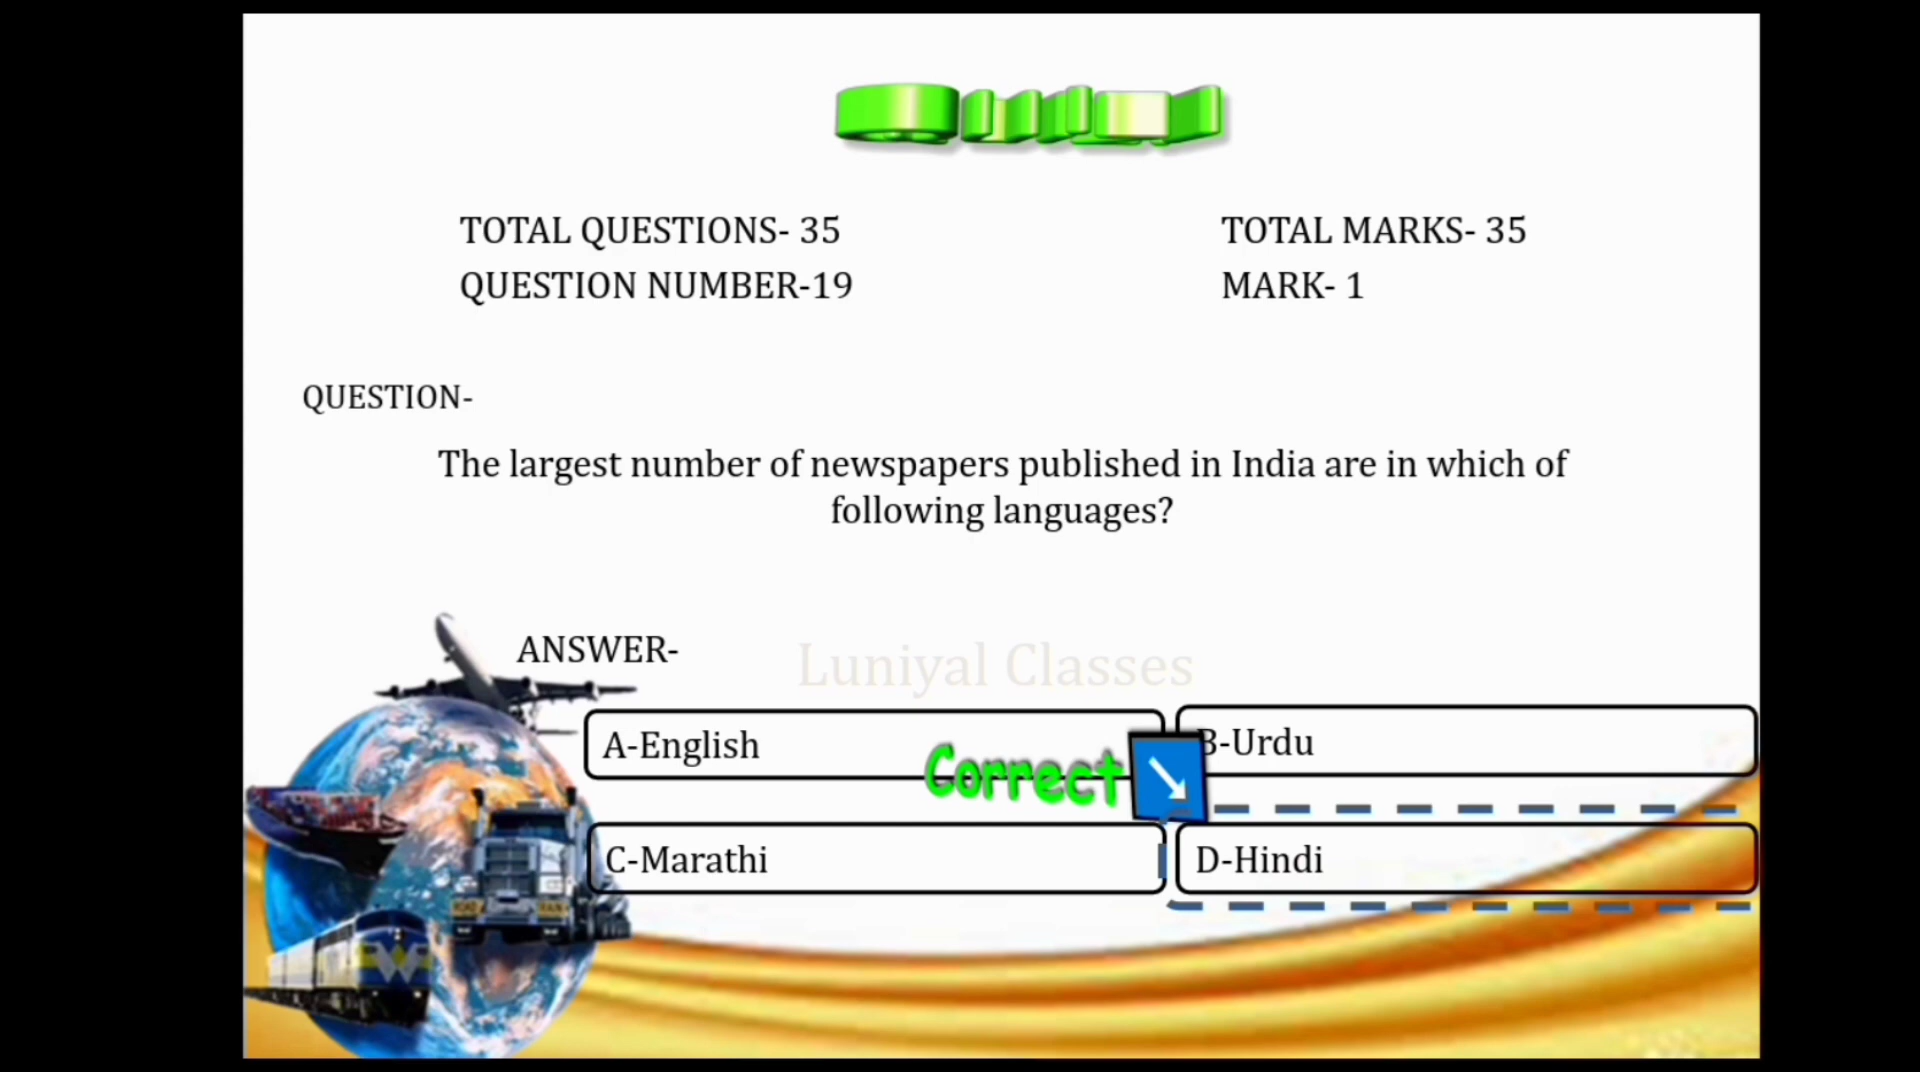 TOTAL QUESTIONS- 35
TOTAL MARKS- 35
QUESTION NUMBER-19
MARK- 1
QUESTION-
The largest number of newspapers published in India are in which of
following languages?
ANSWER-
Luniyal Classes
A-English
B-Urdu
Correct
C-Marathi
D-Hindi